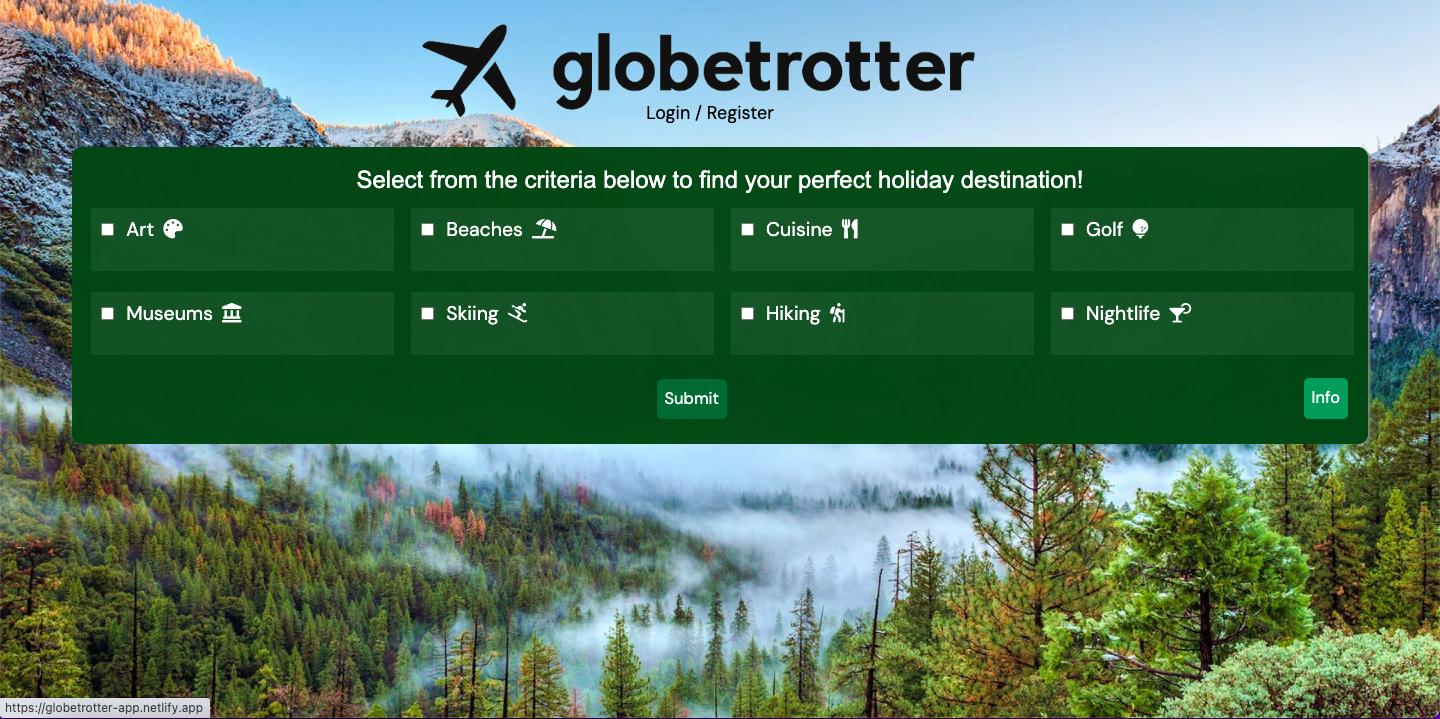 globetrotter
Login / Register
Select from the criteria below to find your perfect holiday destination!
Art
Beaches
Cuisine
Golf
Museums
Skiing
Hiking
Nightlife
Submit
Info
https://globetrotter-app.netlify.app